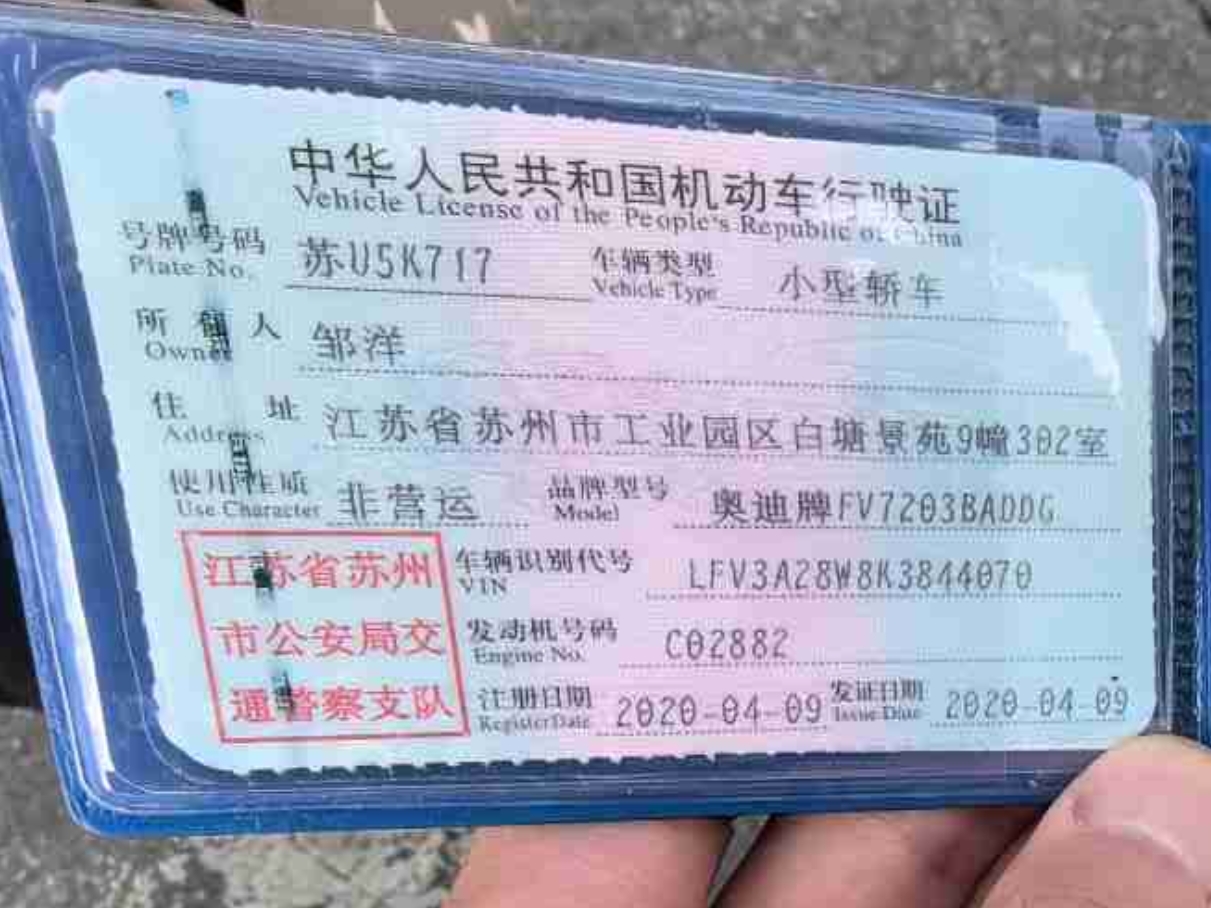 中华人民共和国机动车行驶证
Vehicle License of the People's Republic of China
号牌号码 苏U5K717 车辆类型 小型轿车
Plate No. Vehicle Type
所有人 邹洋
Owner
住址 江苏省苏州市工业园区白塘景苑9幢302室
Address
使用性质 非营运 品牌型号 奥迪牌FV7203BADDG
Use Character Model
江苏省苏州 车辆识别代号 LFV3A28W8K3844070
VIN
市公安局交 发动机号码 C02882
Engine No.
通警察支队 注册日期 2020-04-09 发证日期 2020-04-09
Register Date Issue Date